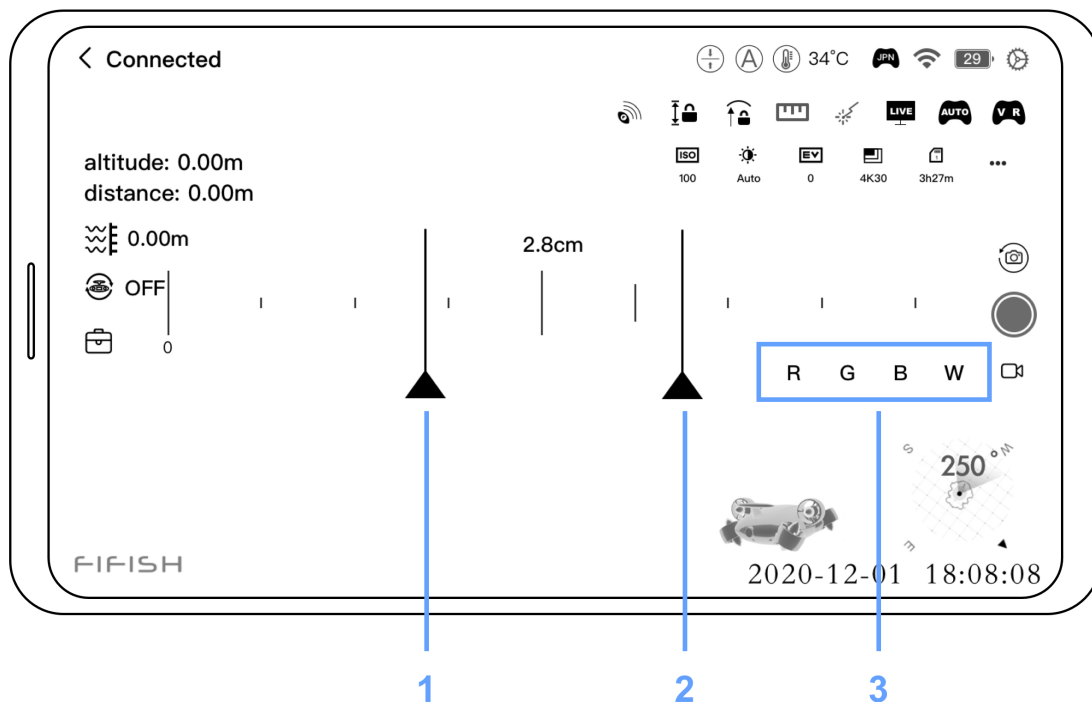 Connected
34°C
JPN
29
LIVE
AUTO
V R
ISO
EV
100
Auto
0
4K30
3h27m
altitude: 0.00m
distance: 0.00m
0.00m
2.8cm
OFF
0
R G B W
S
W
N
250°
E
FIFISH
2020-12-01 18:08:08
1
2
3